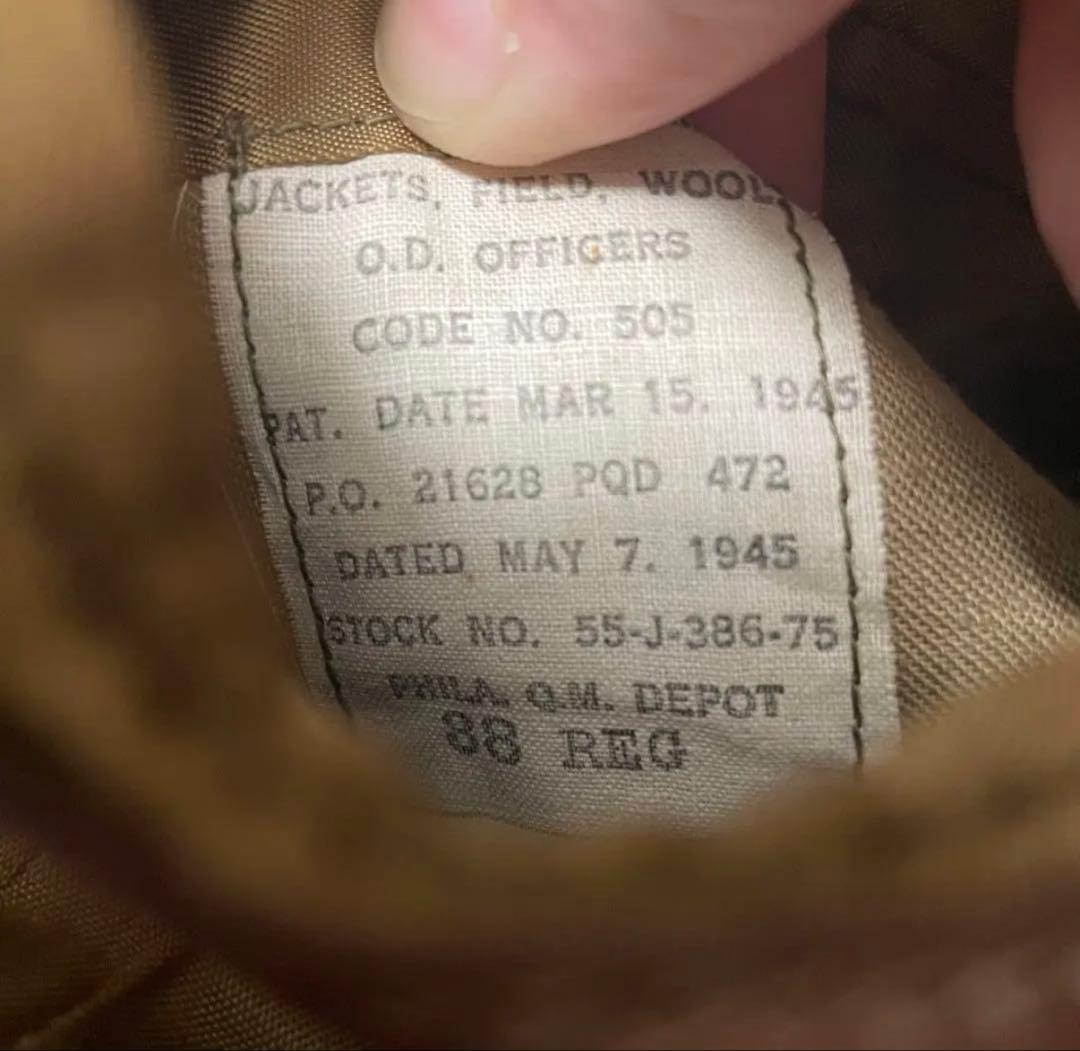 JACKETS, FIELD, WOOL,
O.D. OFFICERS
CODE NO. 505
PAT. DATE MAR 15. 1945
P.O. 21628 PQD 472
DATED MAY 7. 1945
STOCK NO. 55-J-386-75
PHILA. Q.M. DEPOT
88 REG